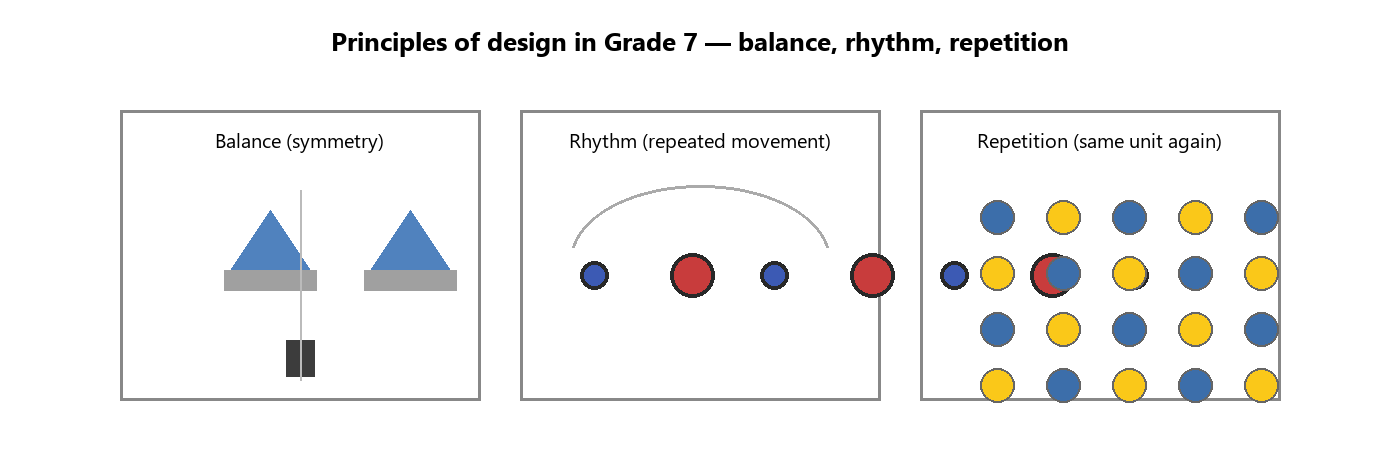 Principles of design in Grade 7 — balance, rhythm, repetition
Balance (symmetry)
Rhythm (repeated movement)
Repetition (same unit again)